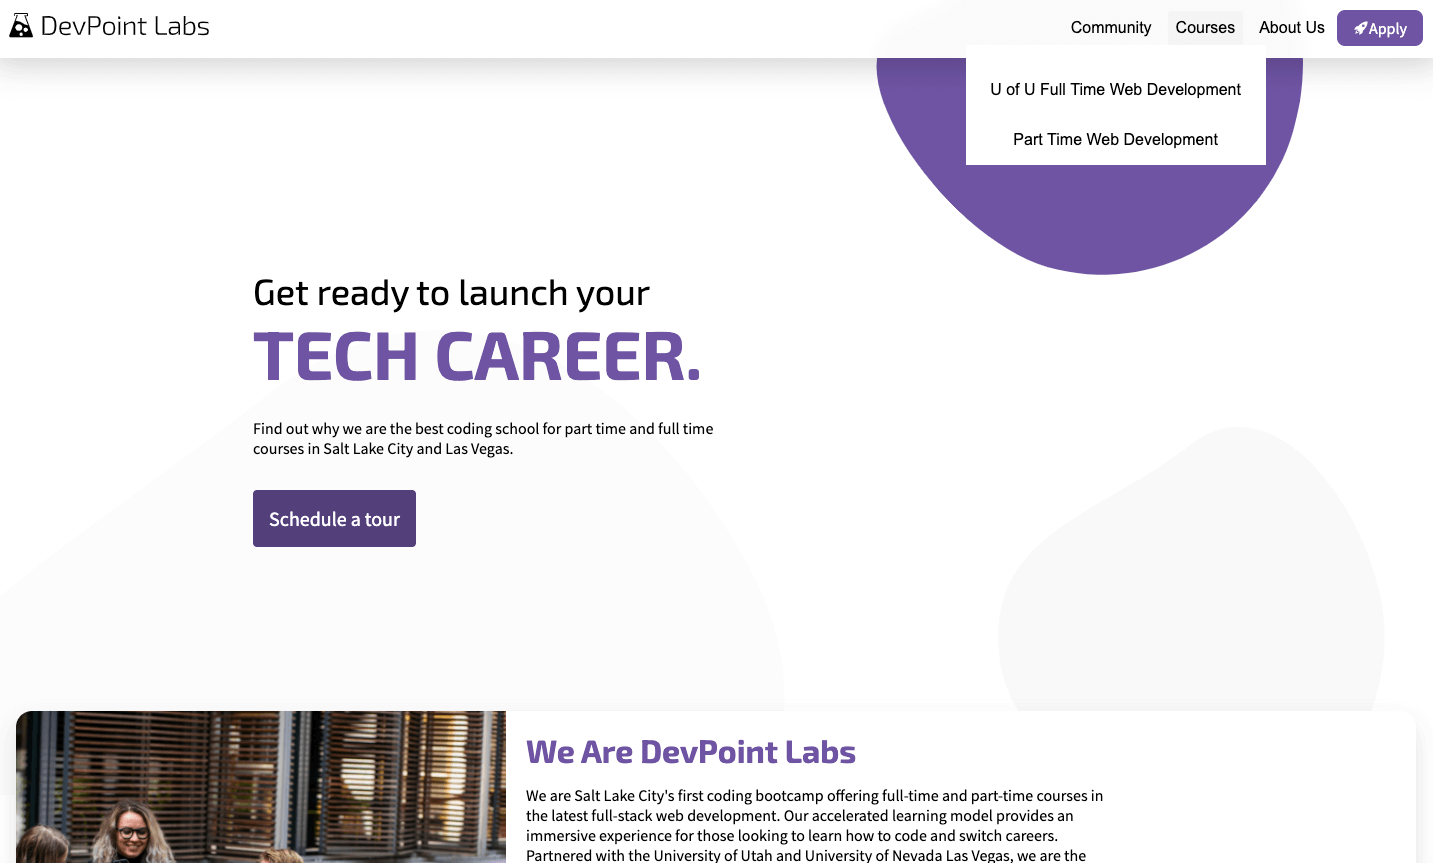 DevPoint Labs
Community Courses About Us Apply
U of U Full Time Web Development
Part Time Web Development
Get ready to launch your
TECH CAREER.
Find out why we are the best coding school for part time and full time
courses in Salt Lake City and Las Vegas.
Schedule a tour
We Are DevPoint Labs
We are Salt Lake City's first coding bootcamp offering full-time and part-time courses in
the latest full-stack web development. Our accelerated learning model provides an
immersive experience for those looking to learn how to code and switch careers.
Partnered with the University of Utah and University of Nevada Las Vegas, we are the